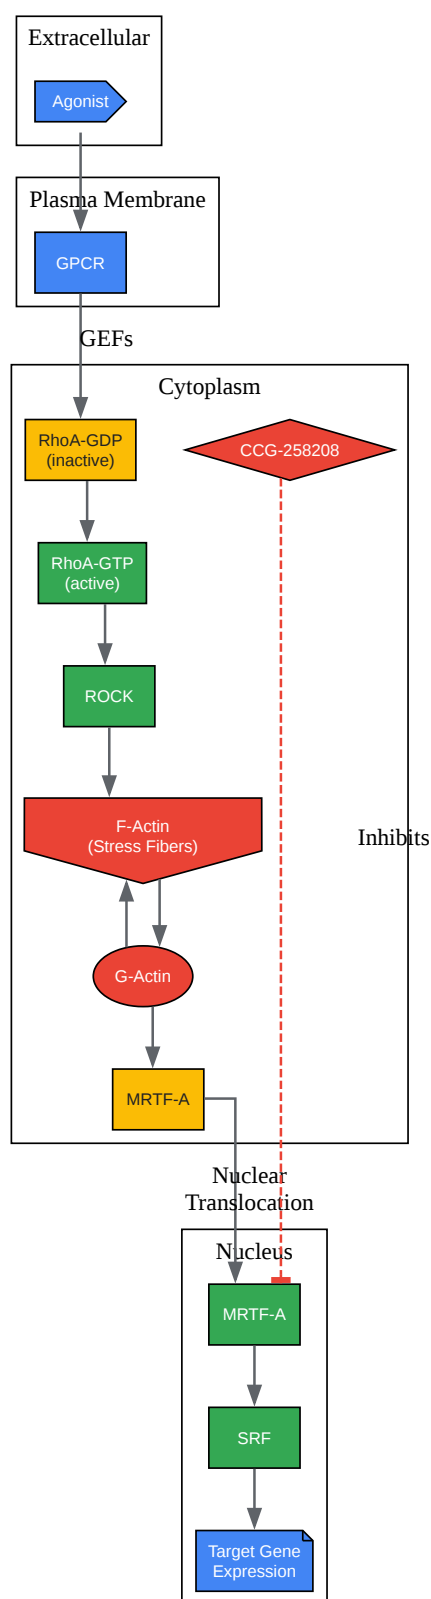 Extracellular
Agonist
Plasma Membrane
GPCR
GEFs
Cytoplasm
RhoA-GDP
(inactive)
CCG-258208
RhoA-GTP
(active)
ROCK
F-Actin
(Stress Fibers)
Inhibits
G-Actin
MRTF-A
Nuclear
Translocation
Nucleus
MRTF-A
SRF
Target Gene
Expression